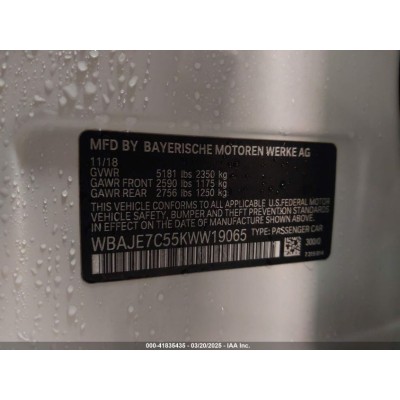 MFD BY BAYERISCHE MOTOREN WERKE AG
11/18
GVWR 5181 lbs 2350 kg
GAWR FRONT 2590 lbs 1175 kg
GAWR REAR 2756 lbs 1250 kg
THIS VEHICLE CONFORMS TO ALL APPLICABLE U.S. FEDERAL MOTOR
VEHICLE SAFETY, BUMPER, AND THEFT PREVENTION STANDARDS
IN EFFECT ON THE DATE OF MANUFACTURE SHOWN ABOVE.
WBAJE7C55KWW19065 TYPE: PASSENGER CAR
000-41836435 - 03/20/2025 - IAA Inc.